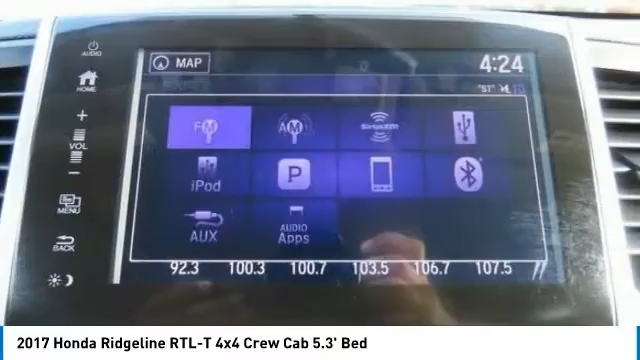 AUDIO
MAP
4:24
HOME
"ST"
FM
AM
SiriusXM
VOL
iPod
P
MENU
AUX
AUDIO
Apps
BACK
92.3 100.3 100.7 103.5 106.7 107.5
2017 Honda Ridgeline RTL-T 4x4 Crew Cab 5.3' Bed